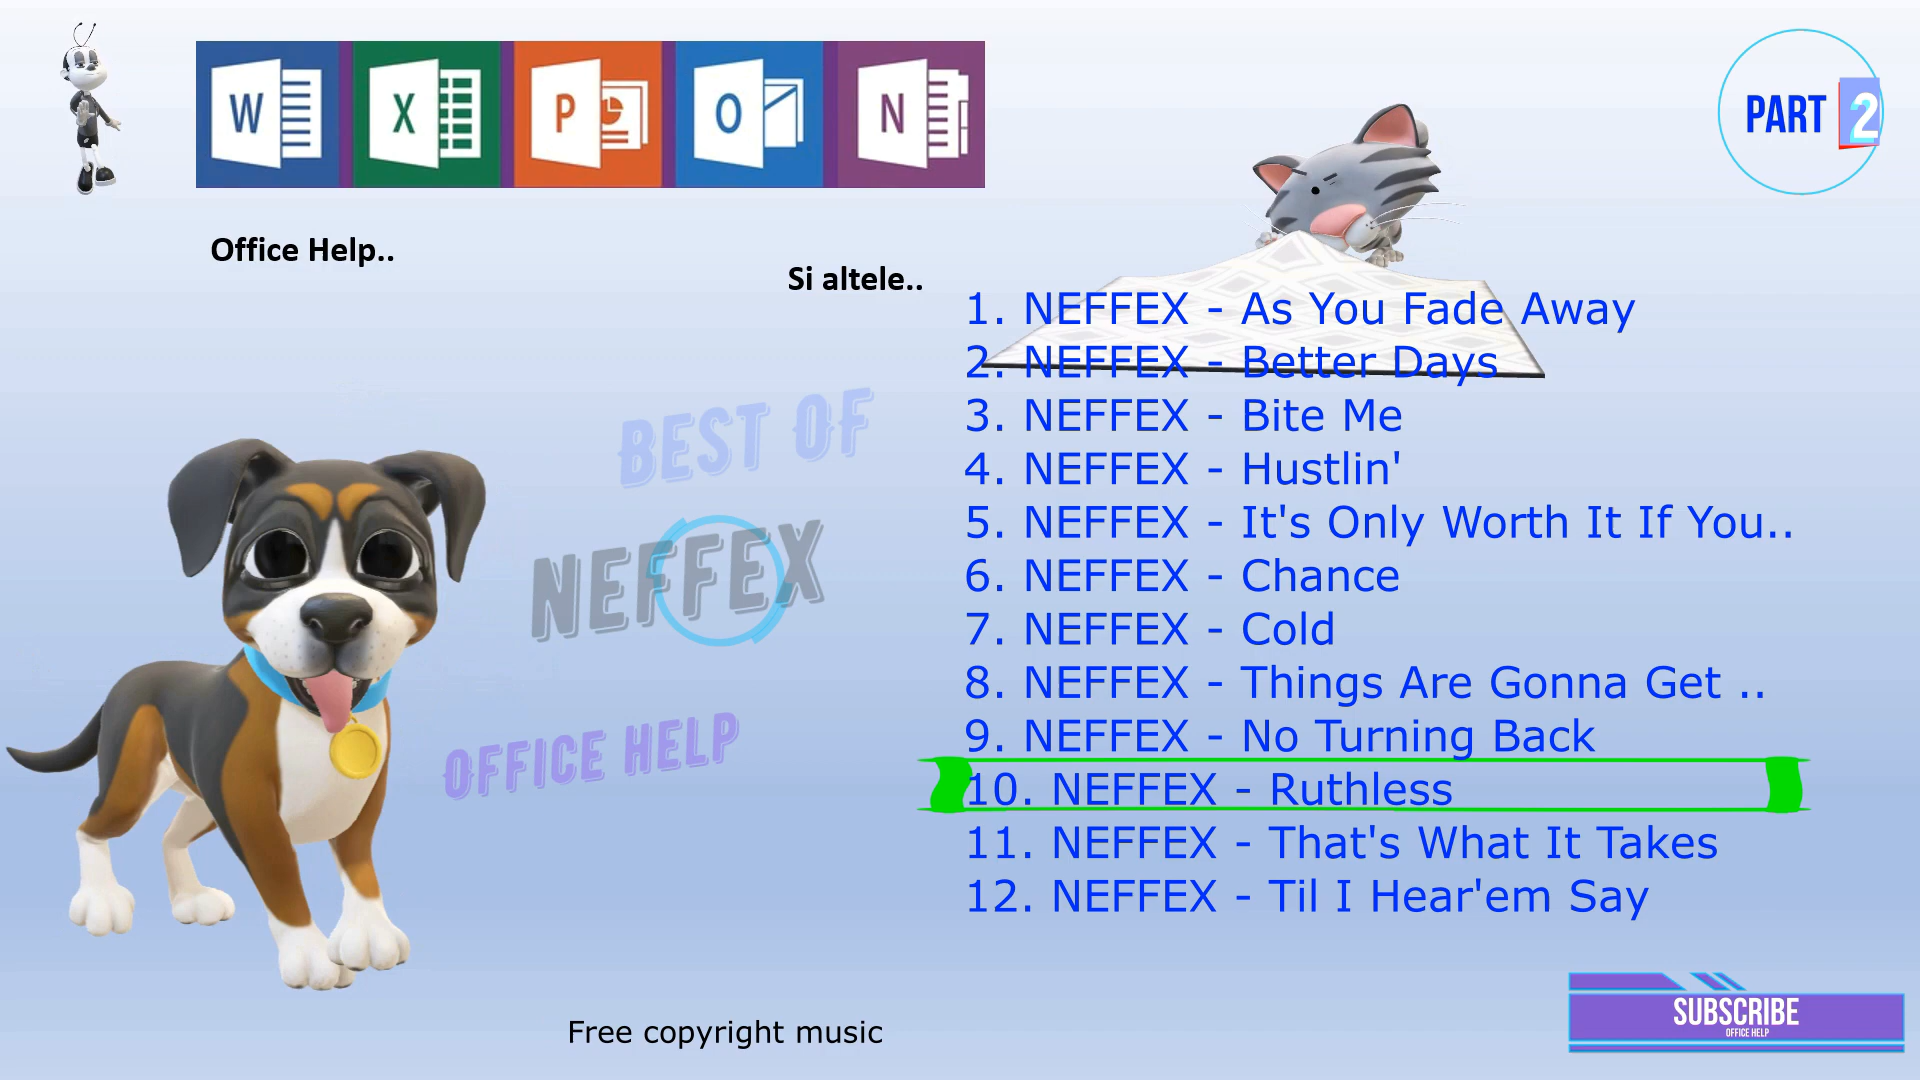 W X P O N
PART 2
Office Help..
Si altele..
1. NEFFEX - As You Fade Away
2. NEFFEX - Better Days
3. NEFFEX - Bite Me
4. NEFFEX - Hustlin'
5. NEFFEX - It's Only Worth It If You..
6. NEFFEX - Chance
7. NEFFEX - Cold
8. NEFFEX - Things Are Gonna Get ..
9. NEFFEX - No Turning Back
10. NEFFEX - Ruthless
11. NEFFEX - That's What It Takes
12. NEFFEX - Til I Hear'em Say
BEST OF
NEFFEX
OFFICE HELP
Free copyright music
SUBSCRIBE
OFFICE HELP